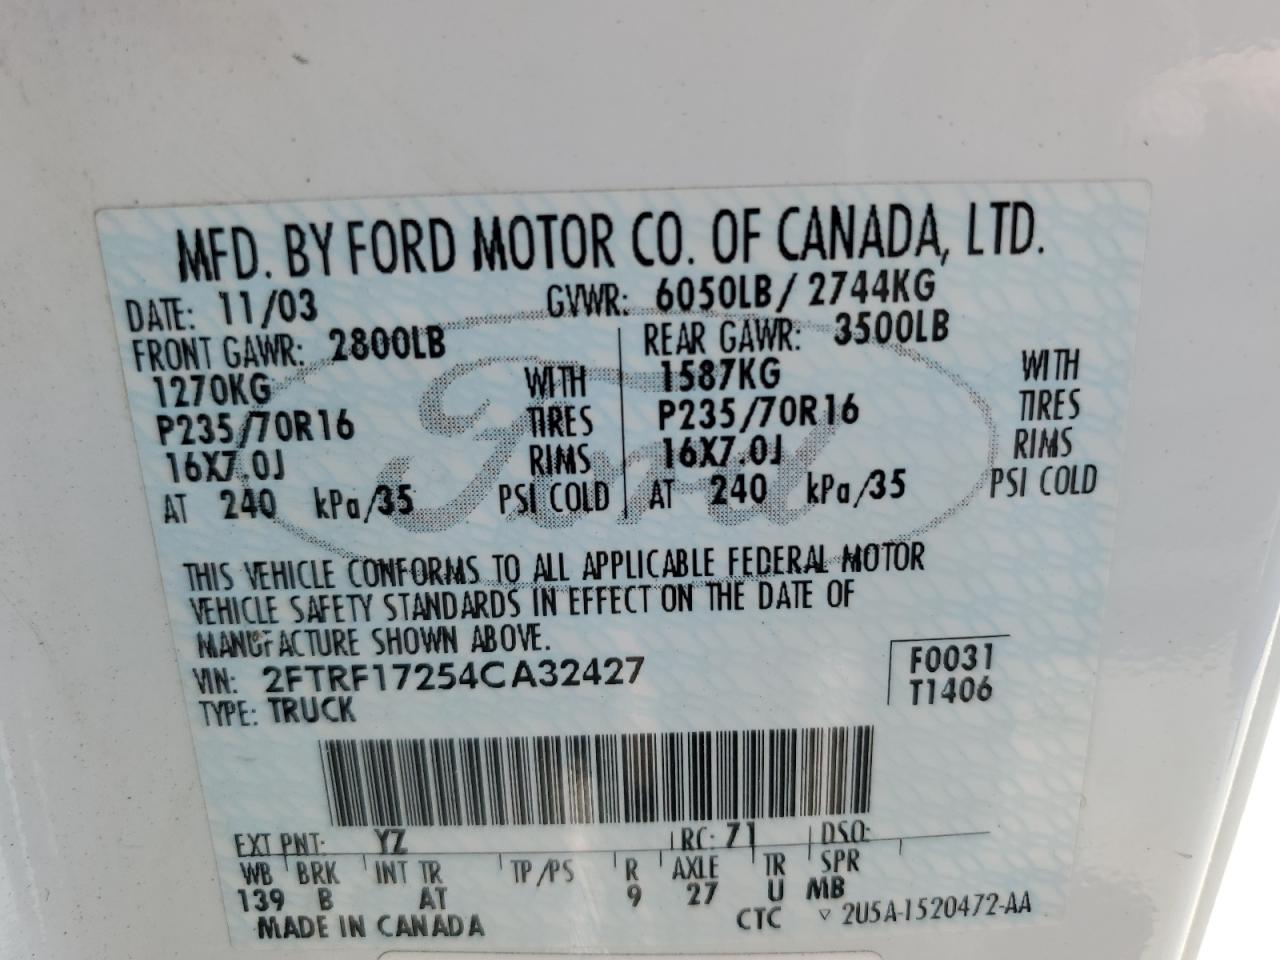 MFD. BY FORD MOTOR CO. OF CANADA, LTD.
DATE: 11/03 GVWR: 6050LB/ 2744KG
FRONT GAWR: 2800LB REAR GAWR: 3500LB
1270KG WITH 1587KG WITH
P235/70R16 TIRES P235/70R16 TIRES
16X7.0J RIMS 16X7.0J RIMS
AT 240 kPa/35 PSI COLD AT 240 kPa/35 PSI COLD
Ford
THIS VEHICLE CONFORMS TO ALL APPLICABLE FEDERAL MOTOR
VEHICLE SAFETY STANDARDS IN EFFECT ON THE DATE OF
MANUFACTURE SHOWN ABOVE.
VIN: 2FTRF17254CA32427 F0031
TYPE: TRUCK T1406
EXT PNT: YZ RC: 71 DSO:
WB BRK INT TR TP/PS R AXLE TR SPR
139 B AT 9 27 U MB
MADE IN CANADA CTC ▽ 2U5A-1520472-AA